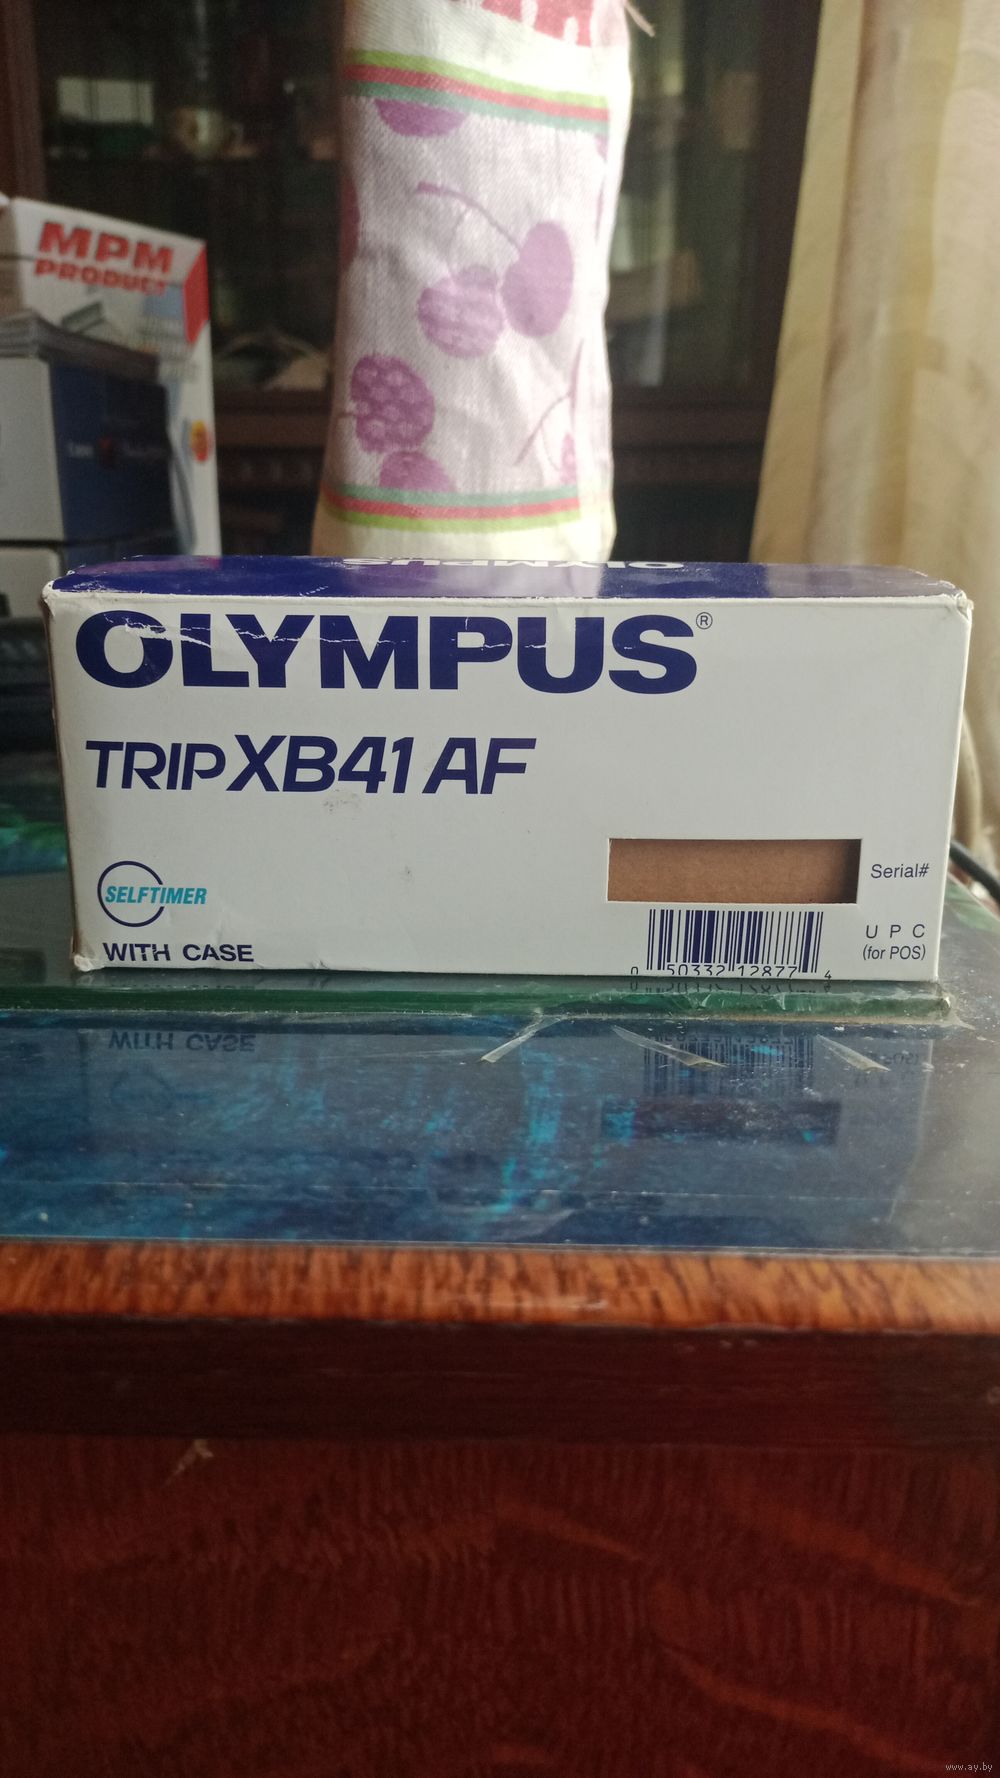 MPM
PRODUCT
OLYMPUS
OLYMPUS®
TRIP XB41 AF
SELFTIMER
WITH CASE
Serial#
U P C
(for POS)
0 50332 12877 4
www.ay.by